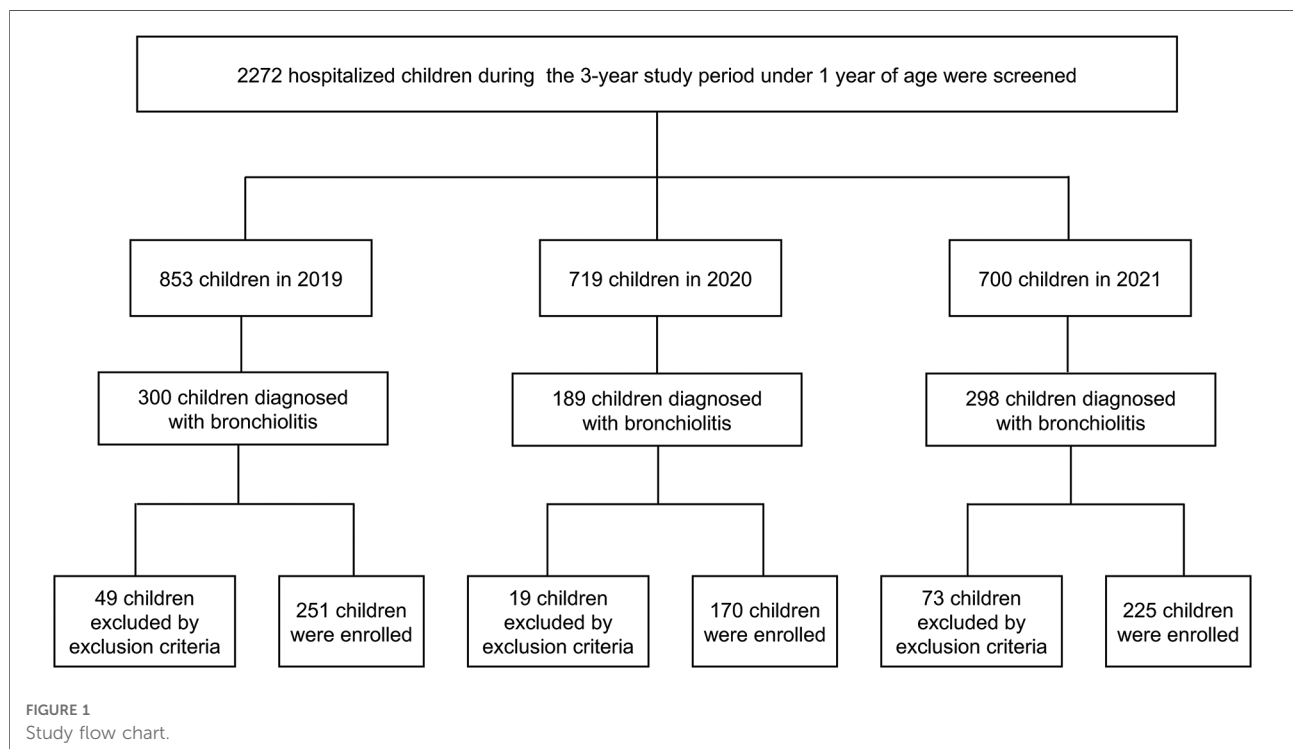 2272 hospitalized children during the 3-year study period under 1 year of age were screened
853 children in 2019
719 children in 2020
700 children in 2021
300 children diagnosed
with bronchiolitis
189 children diagnosed
with bronchiolitis
298 children diagnosed
with bronchiolitis
49 children
excluded by
exclusion criteria
251 children
were enrolled
19 children
excluded by
exclusion criteria
170 children
were enrolled
73 children
excluded by
exclusion criteria
225 children
were enrolled
FIGURE 1
Study flow chart.